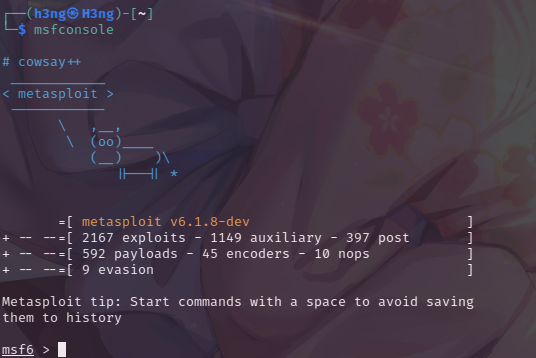 ┌──(h3ng㉿H3ng)-[~]
└─$ msfconsole
# cowsay++
 ____________
< metasploit >
 ------------
       \   ,__,
        \  (oo)____
           (__)    )\
              ||--|| *
       =[ metasploit v6.1.8-dev                          ]
+ -- --=[ 2167 exploits - 1149 auxiliary - 397 post       ]
+ -- --=[ 592 payloads - 45 encoders - 10 nops            ]
+ -- --=[ 9 evasion                                       ]
Metasploit tip: Start commands with a space to avoid saving
them to history
msf6 >